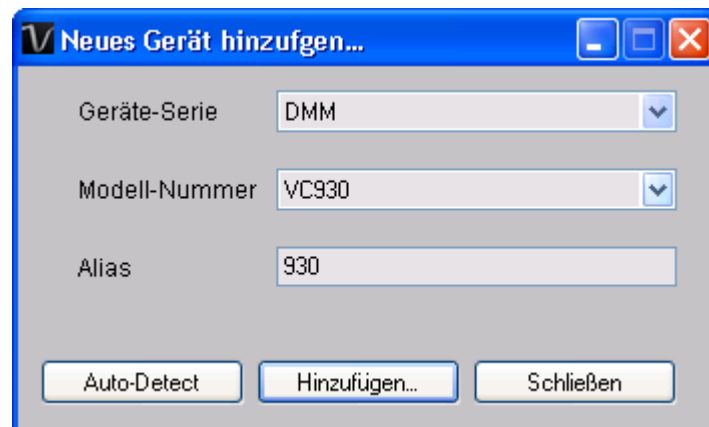 Neues Gerät hinzufgen...
Geräte-Serie DMM
Modell-Nummer VC930
Alias 930
Auto-Detect Hinzufügen... Schließen